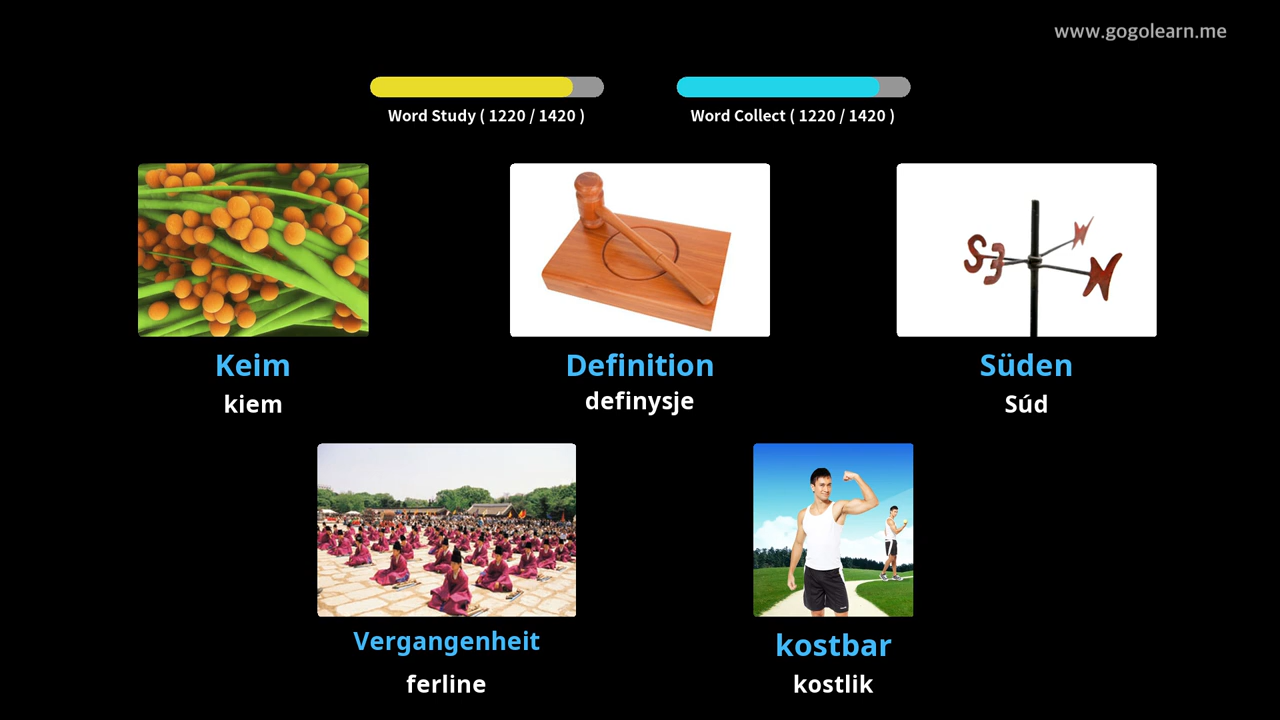 www.gogolearn.me
Word Study ( 1220 / 1420 )
Word Collect ( 1220 / 1420 )
Keim
kiem
Definition
definysje
S
N
Süden
Súd
Vergangenheit
ferline
kostbar
kostlik